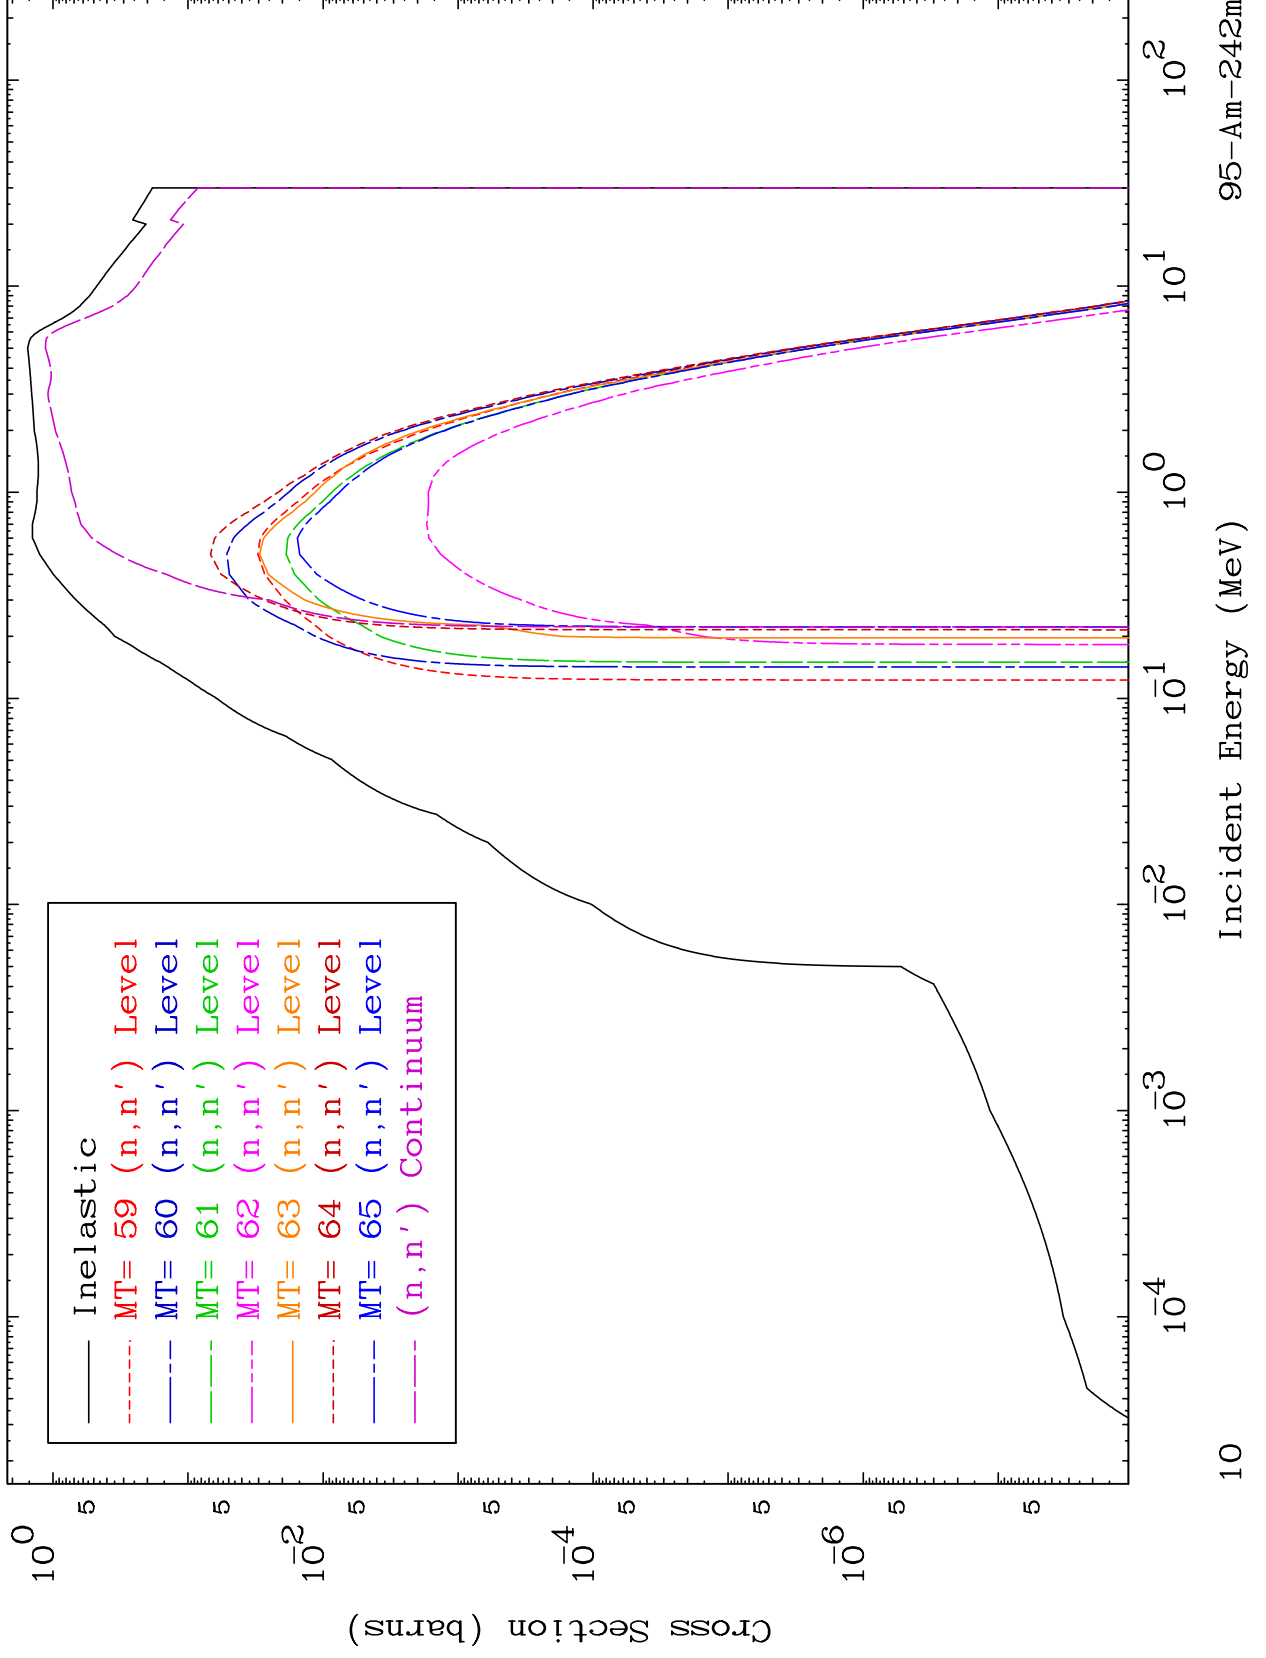 Inelastic
MT= 59 (n,n') Level
MT= 60 (n,n') Level
MT= 61 (n,n') Level
MT= 62 (n,n') Level
MT= 63 (n,n') Level
MT= 64 (n,n') Level
MT= 65 (n,n') Level
(n,n') Continuum
10^0
5
5
10^-2
5
5
10^-4
5
5
10^-6
5
5
Cross Section (barns)
10^-4
10^-3
10^-2
10^-1
10^0
10^1
10^2
10
Incident Energy (MeV)
95-Am-242m